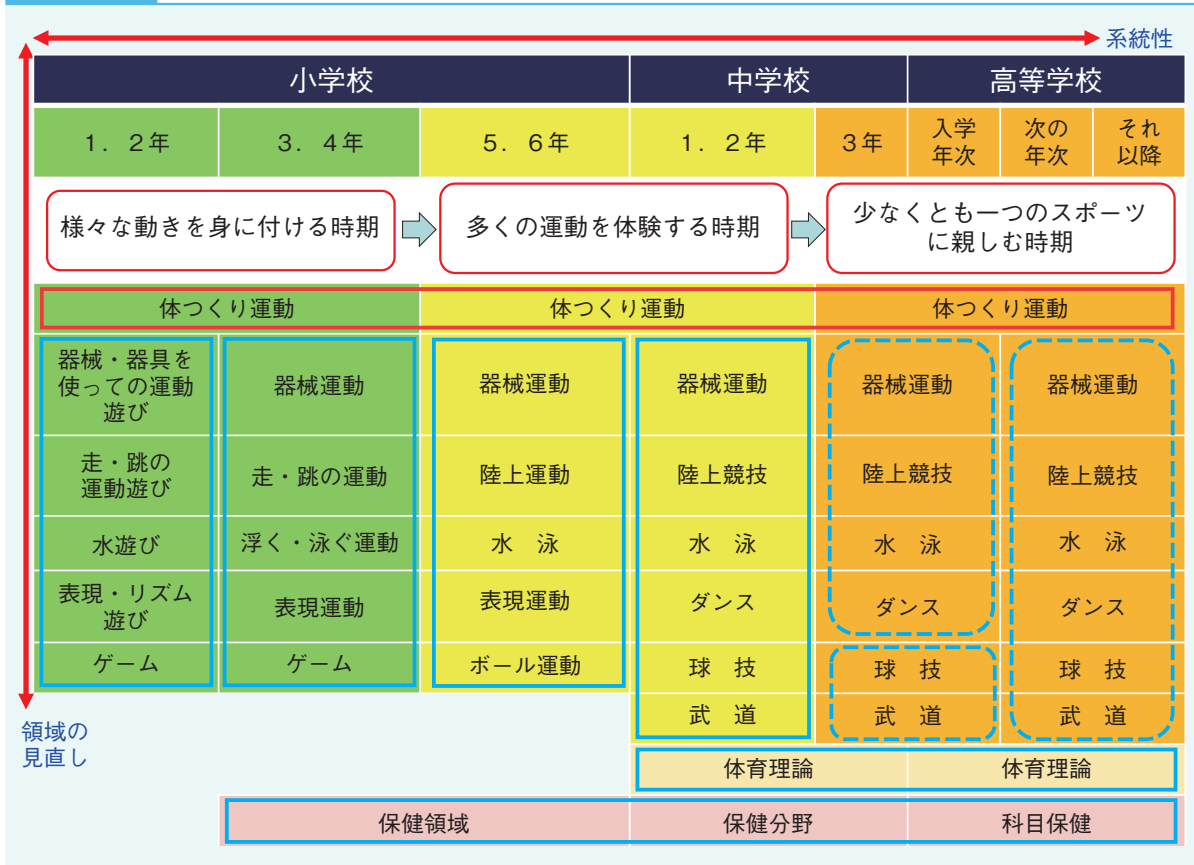 系統性
小学校 中学校 高等学校
1．2年 3．4年 5．6年 1．2年 3年 入学年次 次の年次 それ以降
様々な動きを身に付ける時期
多くの運動を体験する時期
少なくとも一つのスポーツ
に親しむ時期
体つくり運動 体つくり運動 体つくり運動
器械・器具を
使っての運動
遊び
器械運動 器械運動 器械運動 器械運動 器械運動
走・跳の
運動遊び
走・跳の運動 陸上運動 陸上競技 陸上競技 陸上競技
水遊び 浮く・泳ぐ運動 水　泳 水　泳 水　泳 水　泳
表現・リズム
遊び
表現運動 表現運動 ダンス ダンス ダンス
ゲーム ゲーム ボール運動 球　技 球　技 球　技
武　道 武　道 武　道
領域の
見直し
体育理論 体育理論
保健領域 保健分野 科目保健